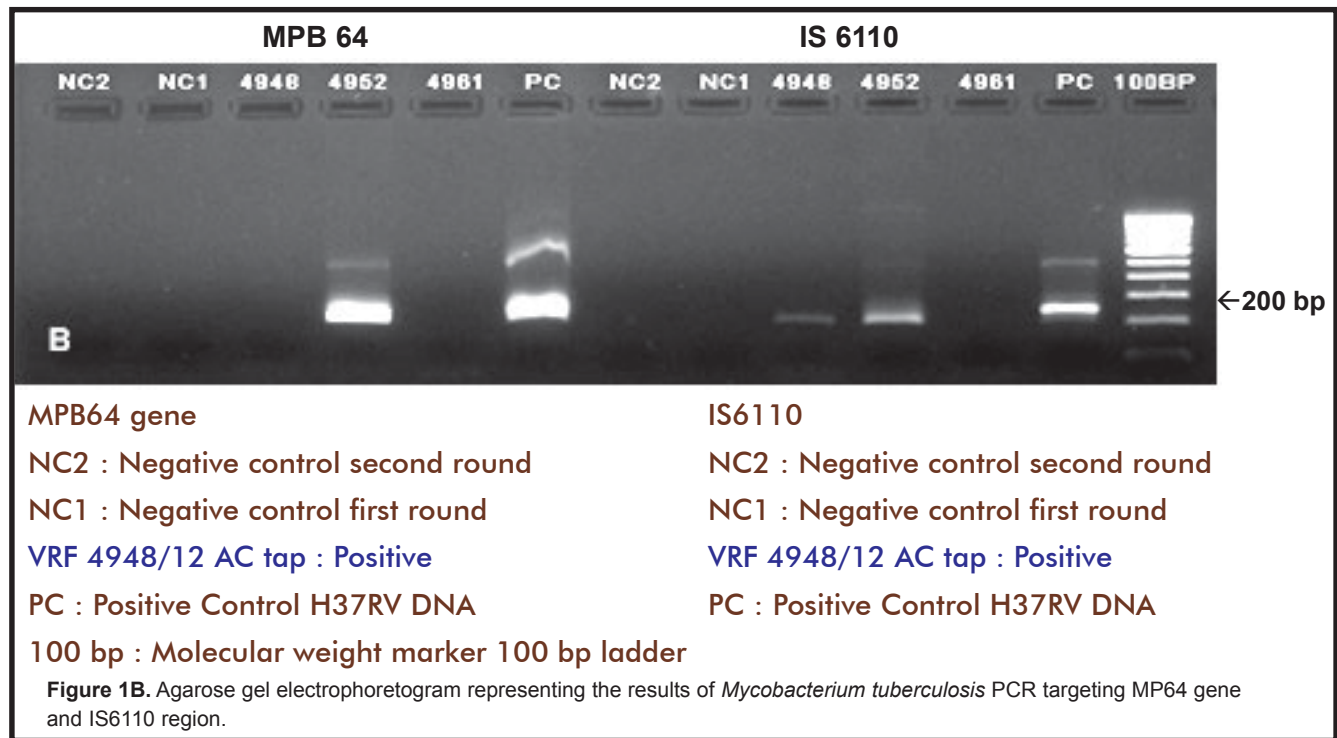 MPB 64 IS 6110
NC2 NC1 4948 4952 4961 PC NC2 NC1 4948 4952 4961 PC 100BP
←200 bp
B
MPB64 gene IS6110
NC2 : Negative control second round NC2 : Negative control second round
NC1 : Negative control first round NC1 : Negative control first round
VRF 4948/12 AC tap : Positive VRF 4948/12 AC tap : Positive
PC : Positive Control H37RV DNA PC : Positive Control H37RV DNA
100 bp : Molecular weight marker 100 bp ladder
Figure 1B. Agarose gel electrophoretogram representing the results of Mycobacterium tuberculosis PCR targeting MP64 gene
and IS6110 region.